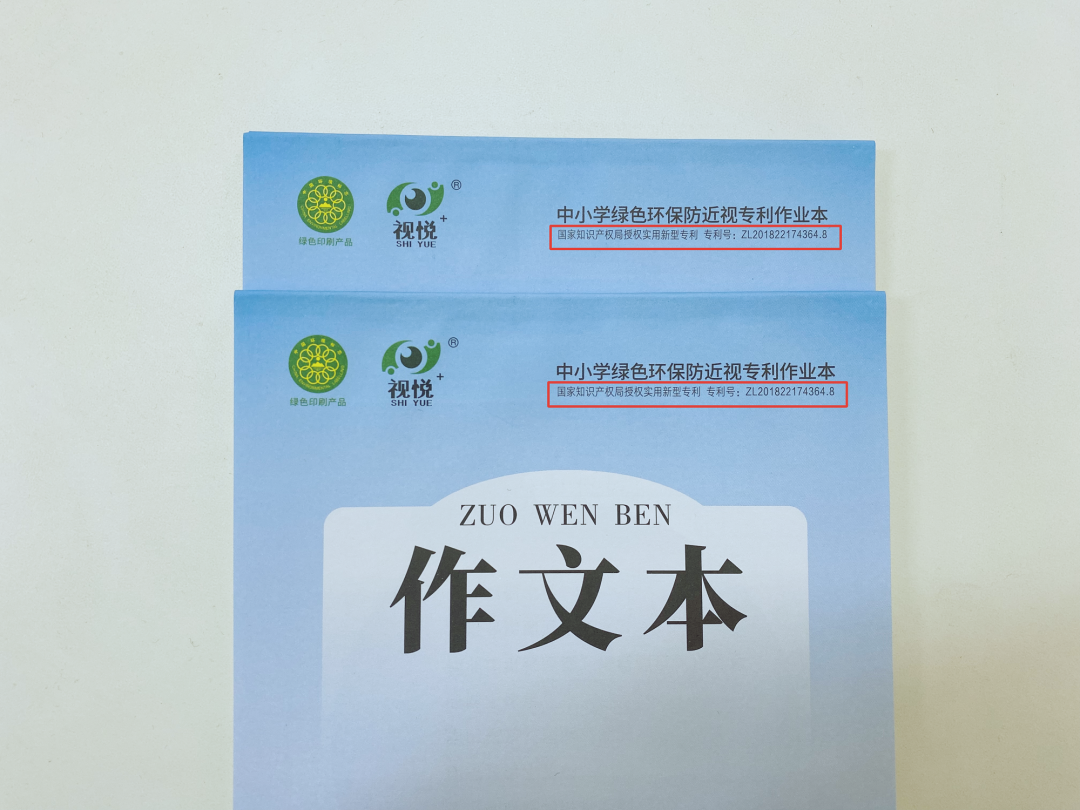 绿色印刷产品
视悦+
®
SHI YUE
中小学绿色环保防近视专利作业本
国家知识产权局授权实用新型专利 专利号：ZL201822174364.8
绿色印刷产品
视悦+
®
SHI YUE
中小学绿色环保防近视专利作业本
国家知识产权局授权实用新型专利 专利号：ZL201822174364.8
ZUO WEN BEN
作文本